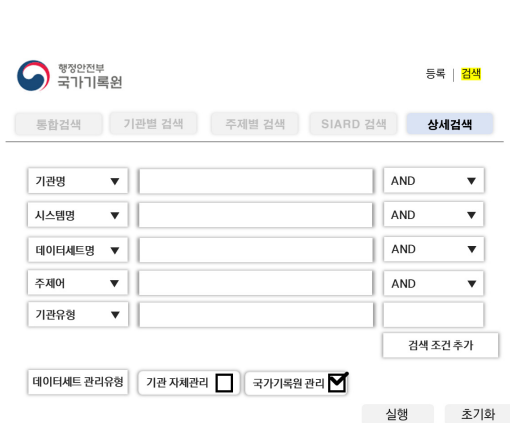 행정안전부
국가기록원
등록 | 검색
통합검색 기관별 검색 주제별 검색 SIARD 검색 상세검색
기관명 ▼ AND ▼
시스템명 ▼ AND ▼
데이터세트명 ▼ AND ▼
주제어 ▼ AND ▼
기관유형 ▼
검색 조건 추가
데이터세트 관리유형 기관 자체관리 국가기록원 관리
실행 초기화